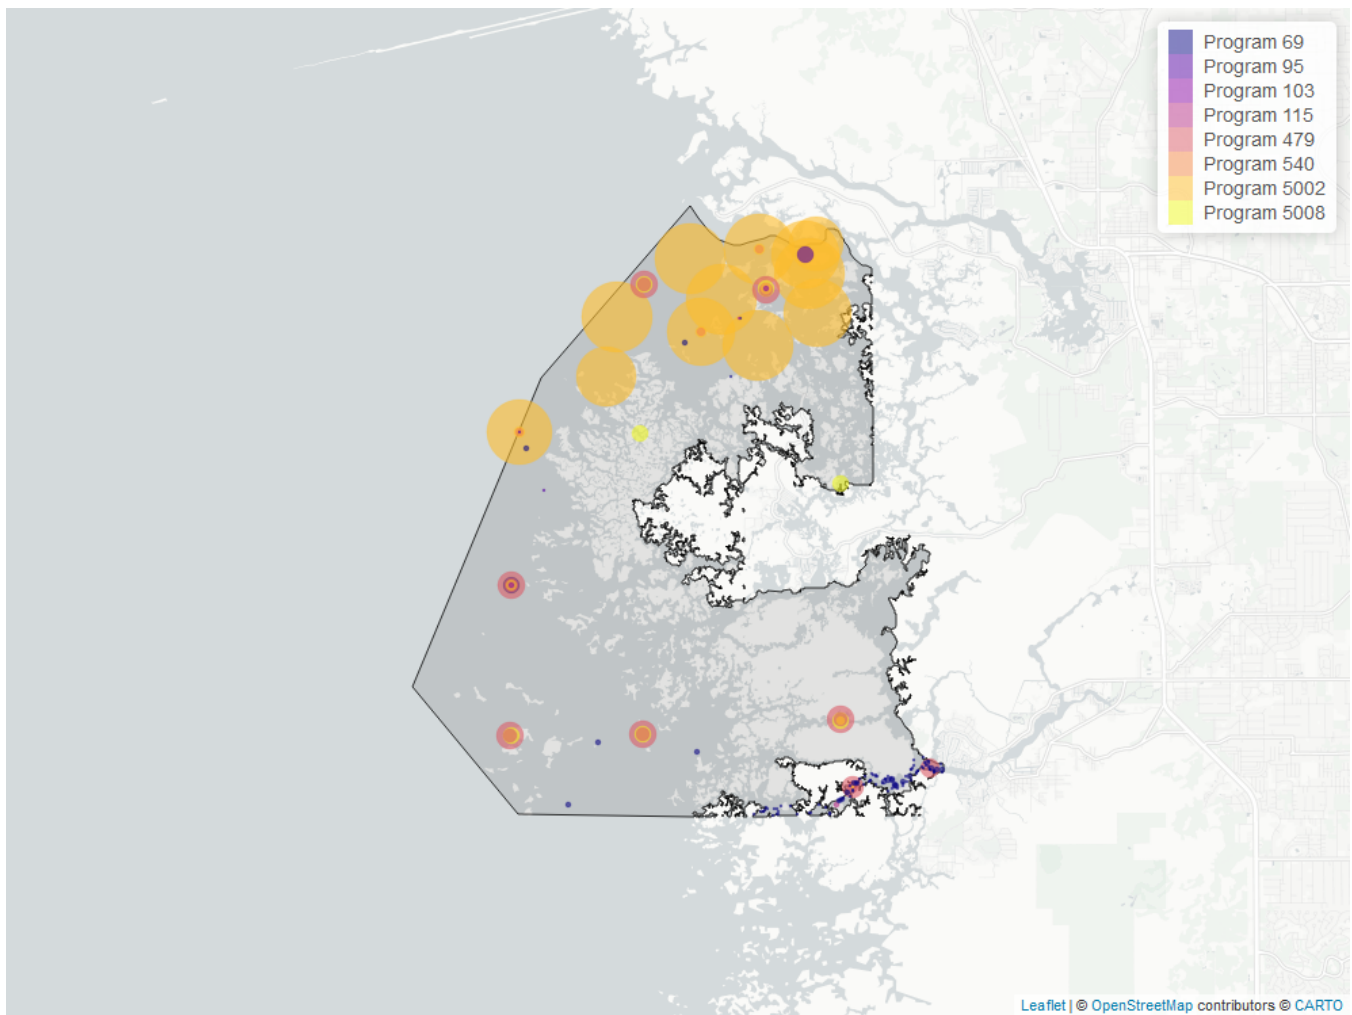 Program 69
Program 95
Program 103
Program 115
Program 479
Program 540
Program 5002
Program 5008
Leaflet | © OpenStreetMap contributors © CARTO